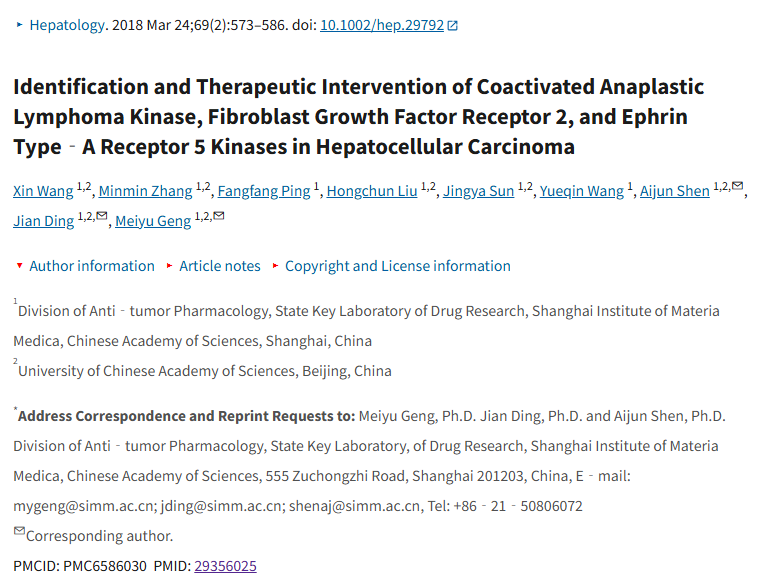 Hepatology. 2018 Mar 24;69(2):573–586. doi: 10.1002/hep.29792
Identification and Therapeutic Intervention of Coactivated Anaplastic
Lymphoma Kinase, Fibroblast Growth Factor Receptor 2, and Ephrin
Type‐A Receptor 5 Kinases in Hepatocellular Carcinoma
Xin Wang 1,2, Minmin Zhang 1,2, Fangfang Ping 1, Hongchun Liu 1,2, Jingya Sun 1,2, Yueqin Wang 1, Aijun Shen 1,2,✉,
Jian Ding 1,2,✉, Meiyu Geng 1,2,✉
Author information Article notes Copyright and License information
1Division of Anti‐tumor Pharmacology, State Key Laboratory of Drug Research, Shanghai Institute of Materia
Medica, Chinese Academy of Sciences, Shanghai, China
2University of Chinese Academy of Sciences, Beijing, China
*Address Correspondence and Reprint Requests to: Meiyu Geng, Ph.D. Jian Ding, Ph.D. and Aijun Shen, Ph.D.
Division of Anti‐tumor Pharmacology, State Key Laboratory, of Drug Research, Shanghai Institute of Materia
Medica, Chinese Academy of Sciences, 555 Zuchongzhi Road, Shanghai 201203, China, E‐mail:
mygeng@simm.ac.cn; jding@simm.ac.cn; shenaj@simm.ac.cn, Tel: +86‐21‐50806072
✉Corresponding author.
PMCID: PMC6586030 PMID: 29356025